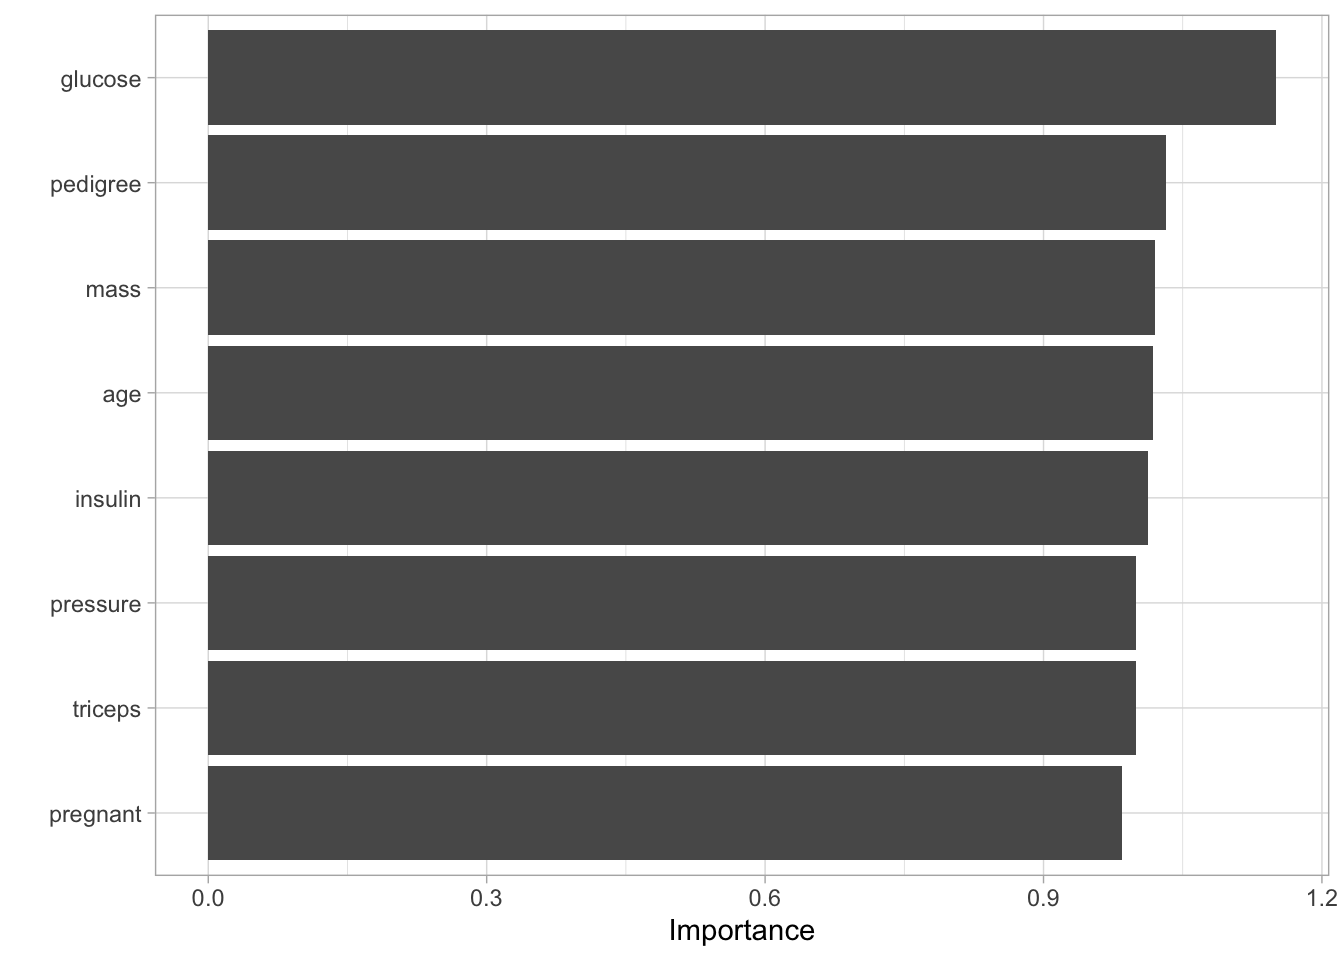 glucose
pedigree
mass
age
insulin
pressure
triceps
pregnant
0.0 0.3 0.6 0.9 1.2
Importance